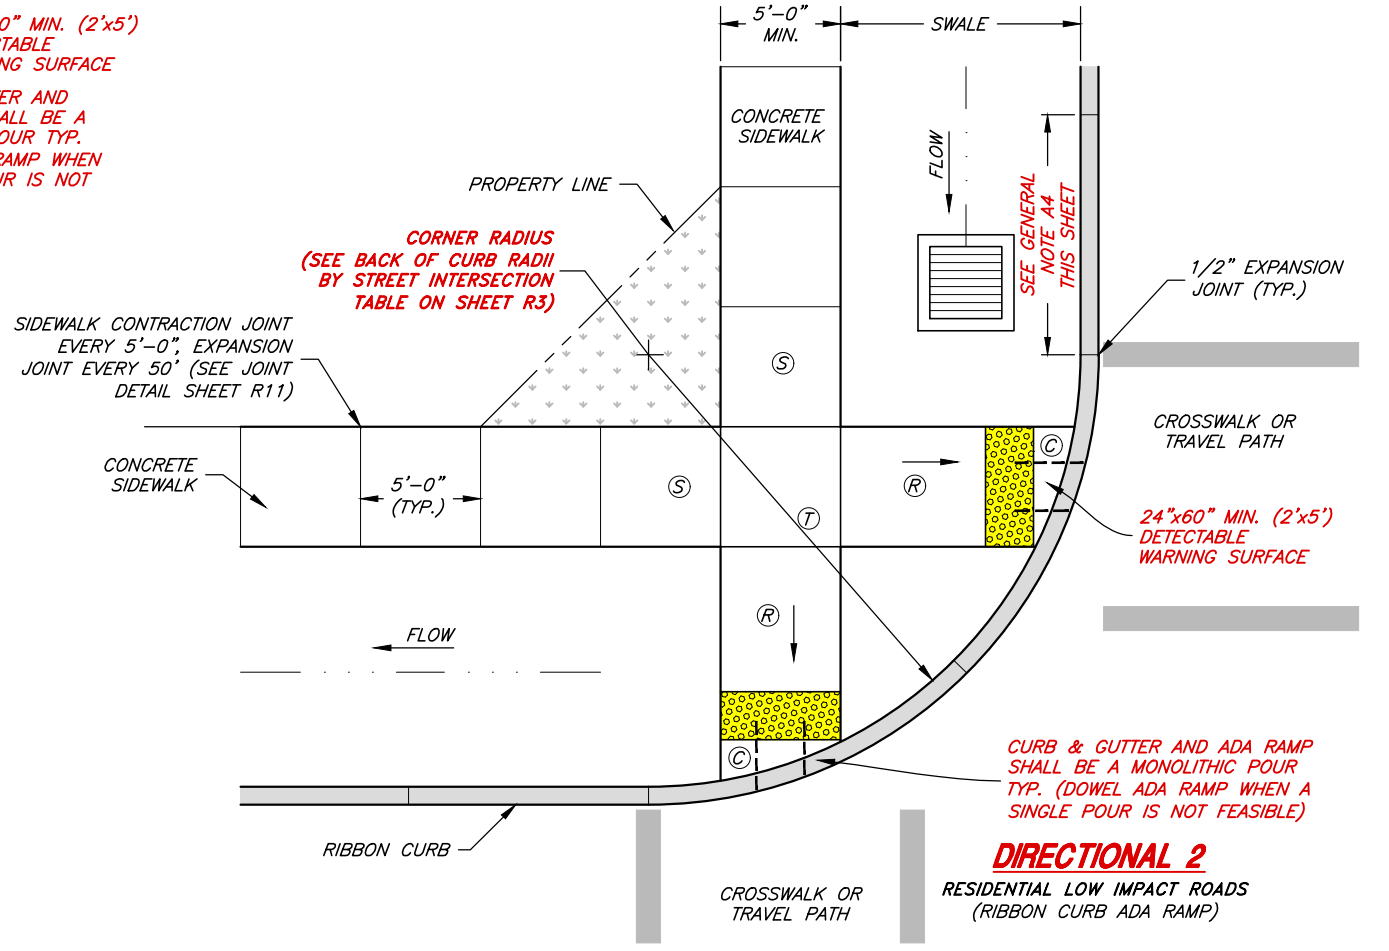 0" MIN. (2'x5')
SURFACE
ER AND
BE A
TYP.
WHEN
IS NOT
5'-0"
MIN.
SWALE
CONCRETE
SIDEWALK
FLOW
SEE GENERAL
NOTE A4
THIS SHEET
PROPERTY LINE
CORNER RADIUS
(SEE BACK OF CURB RADII
BY STREET INTERSECTION
TABLE ON SHEET R3)
1/2" EXPANSION
JOINT (TYP.)
SIDEWALK CONTRACTION JOINT
EVERY 5'-0", EXPANSION
JOINT EVERY 50' (SEE JOINT
DETAIL SHEET R11)
S
CROSSWALK OR
TRAVEL PATH
C
CONCRETE
SIDEWALK
5'-0"
(TYP.)
S
R
T
24"x60" MIN. (2'x5')
DETECTABLE
WARNING SURFACE
R
FLOW
C
CURB & GUTTER AND ADA RAMP
SHALL BE A MONOLITHIC POUR
TYP. (DOWEL ADA RAMP WHEN A
SINGLE POUR IS NOT FEASIBLE)
RIBBON CURB
CROSSWALK OR
TRAVEL PATH
DIRECTIONAL 2
RESIDENTIAL LOW IMPACT ROADS
(RIBBON CURB ADA RAMP)